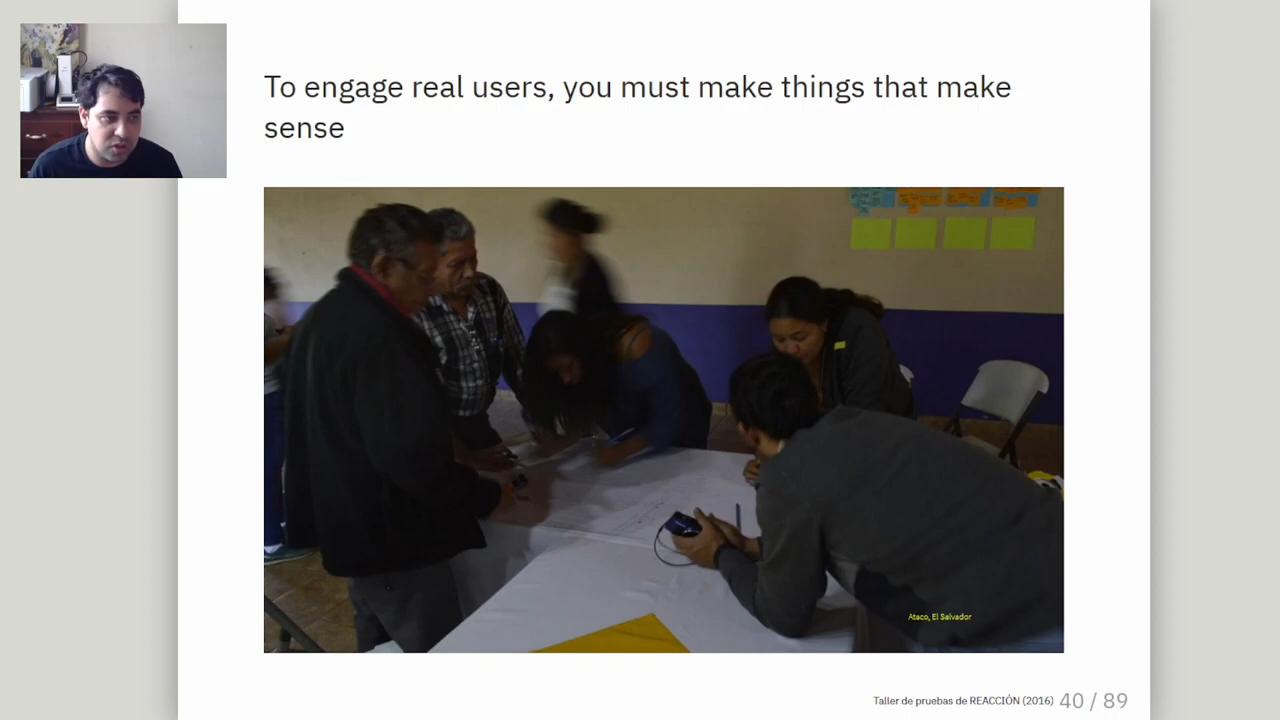 To engage real users, you must make things that make
sense
Ataco, El Salvador
Taller de pruebas de REACCIÓN (2016) 40 / 89